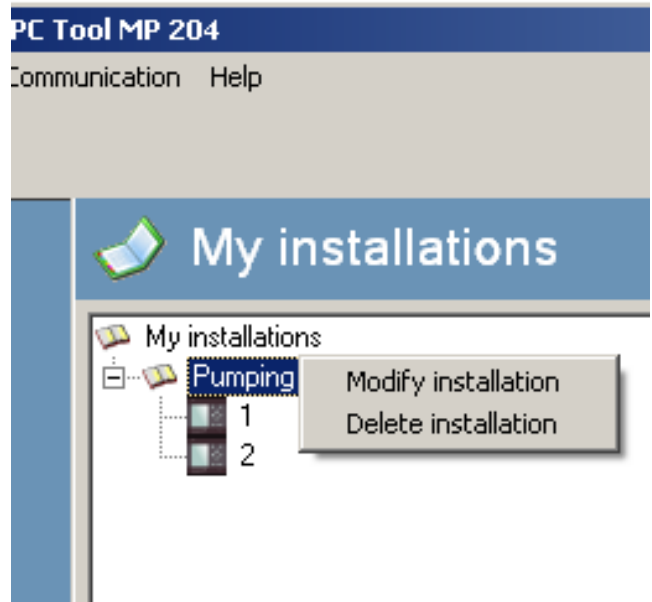 PC Tool MP 204
Communication Help
My installations
My installations
Pumping
Modify installation
1
Delete installation
2